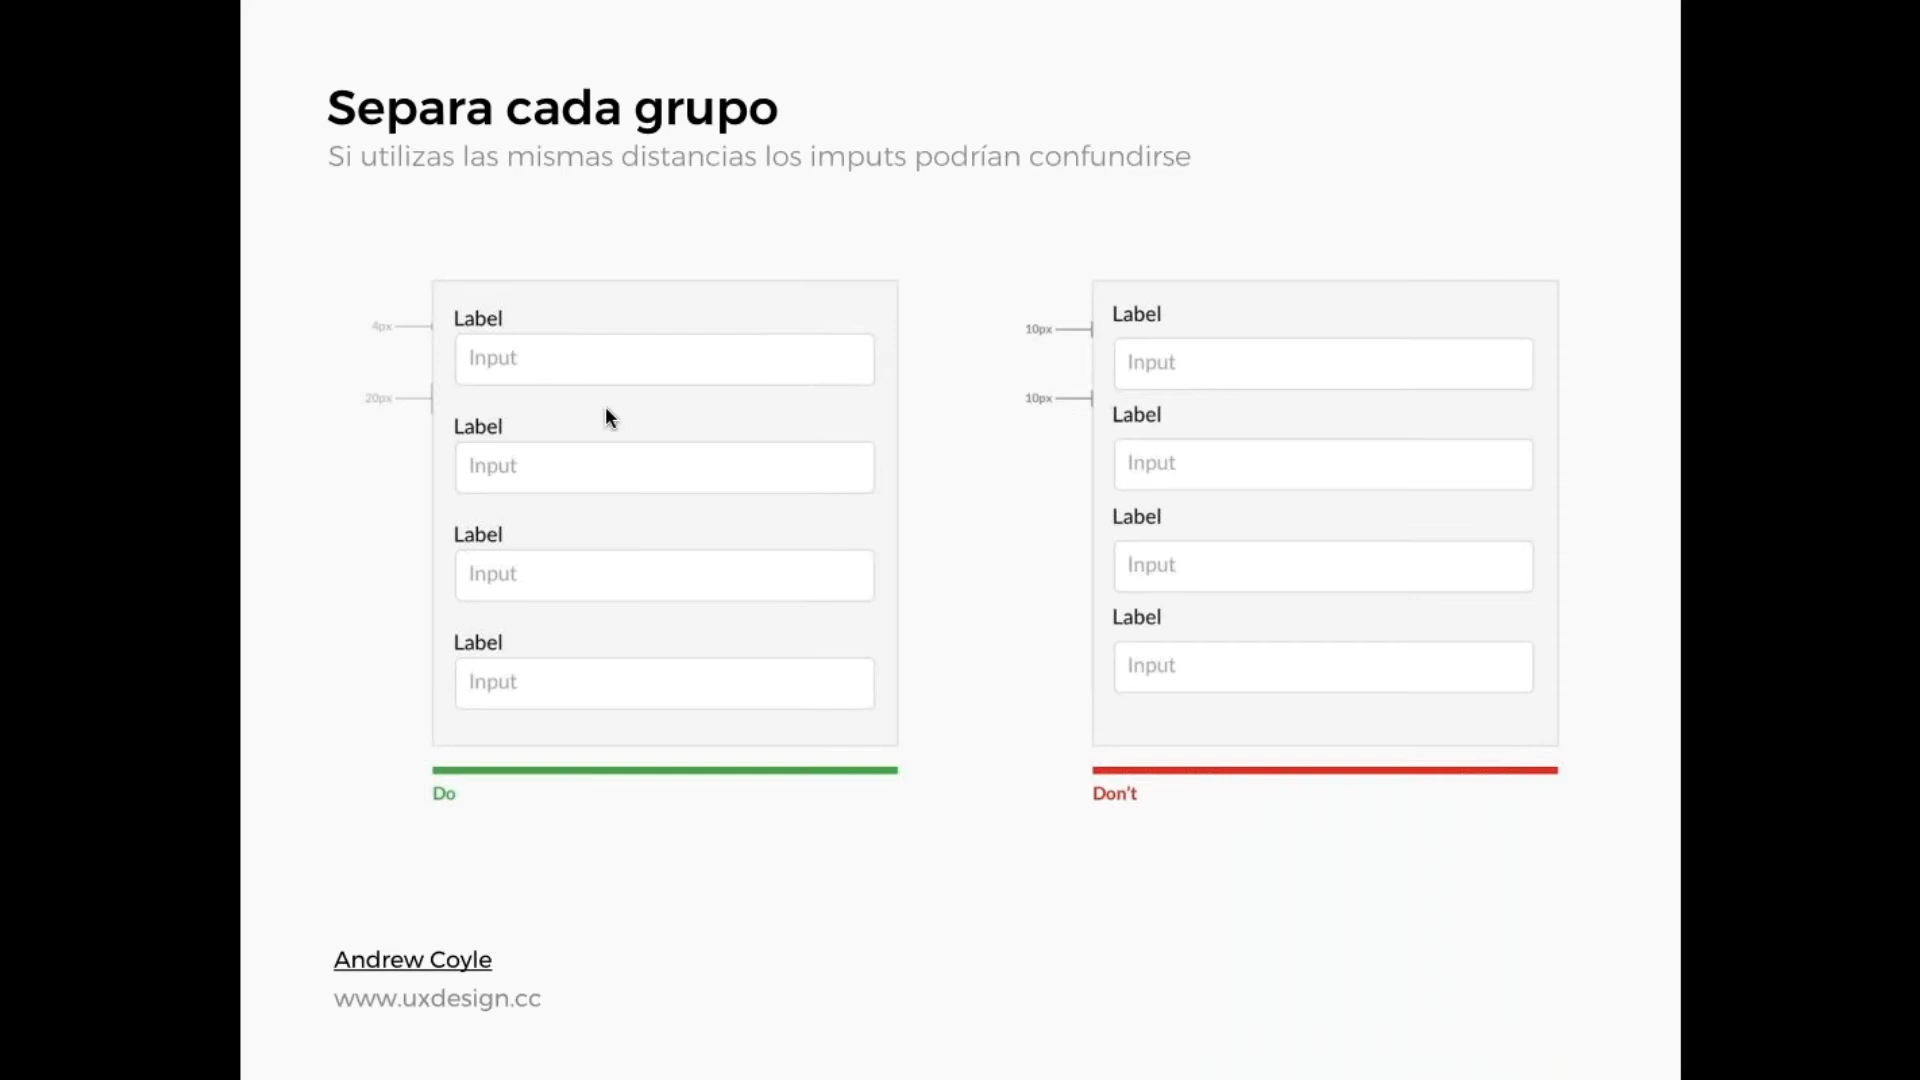 Separa cada grupo
Si utilizas las mismas distancias los imputs podrían confundirse
Label
4px
Input
20px
Label
Input
Label
Input
Label
Input
Do
Label
10px
Input
10px
Label
Input
Label
Input
Label
Input
Don't
Andrew Coyle
www.uxdesign.cc